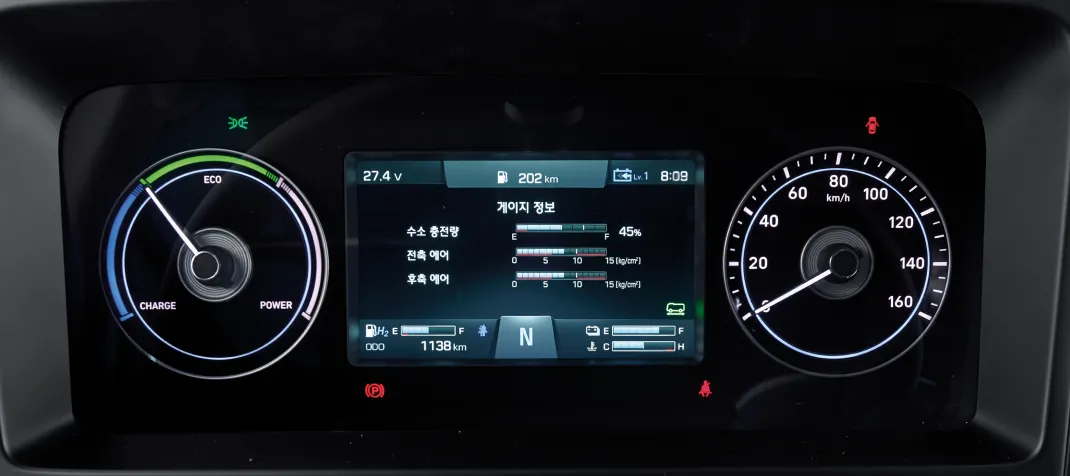 ECO
CHARGE
POWER
27.4 V
202 km
Lv.1
8:09
게이지 정보
수소 충전량
E
F
45%
전축 에어
0 5 10 15 [kg/cm²]
후축 에어
0 5 10 15 [kg/cm²]
H2 E F
ODO 1138 km
N
E F
C H
P
0
20
40
60
80
100
120
140
160
km/h